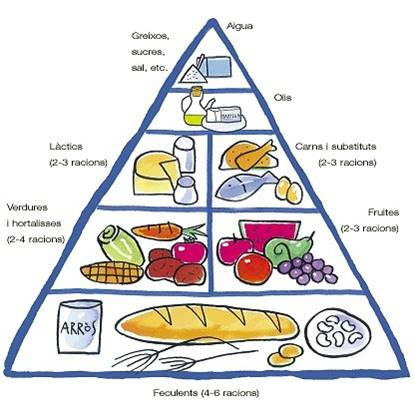 Aigua
Greixos,
sucres,
sal, etc.
Olis
Làctics
(2-3 racions)
Carns i substituts
(2-3 racions)
Verdures
i hortalisses
(2-4 racions)
Fruites
(2-3 racions)
ARRÒS
Feculents (4-6 racions)